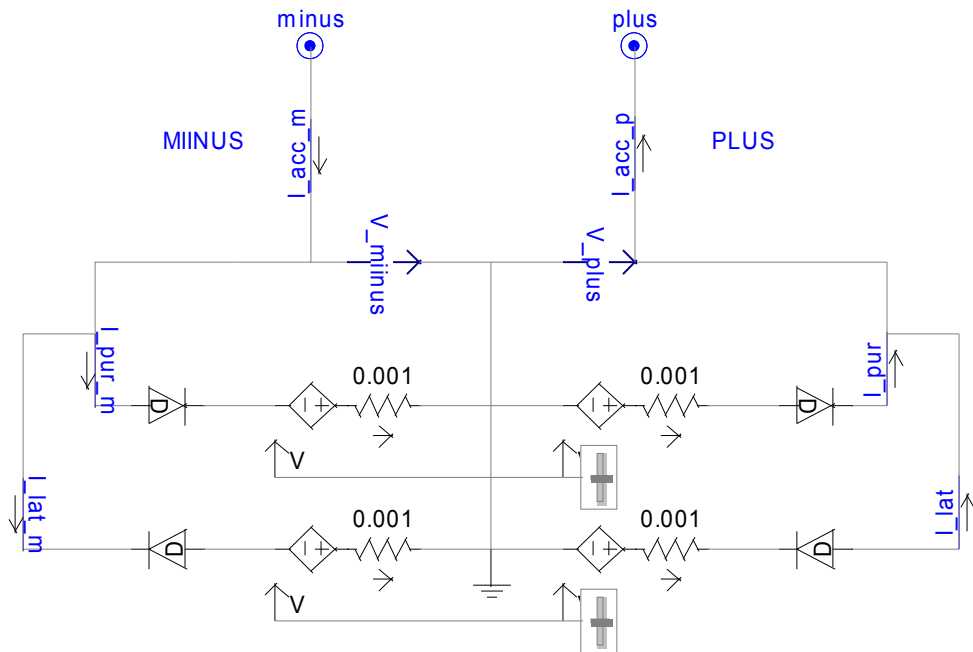 minus
plus
MIINUS
I_acc_m
I_acc_p
PLUS
V_miinus
V_plus
I_pur_m
0.001
0.001
I_pur
D
D
V
I_lat_m
0.001
0.001
I_lat
D
D
V